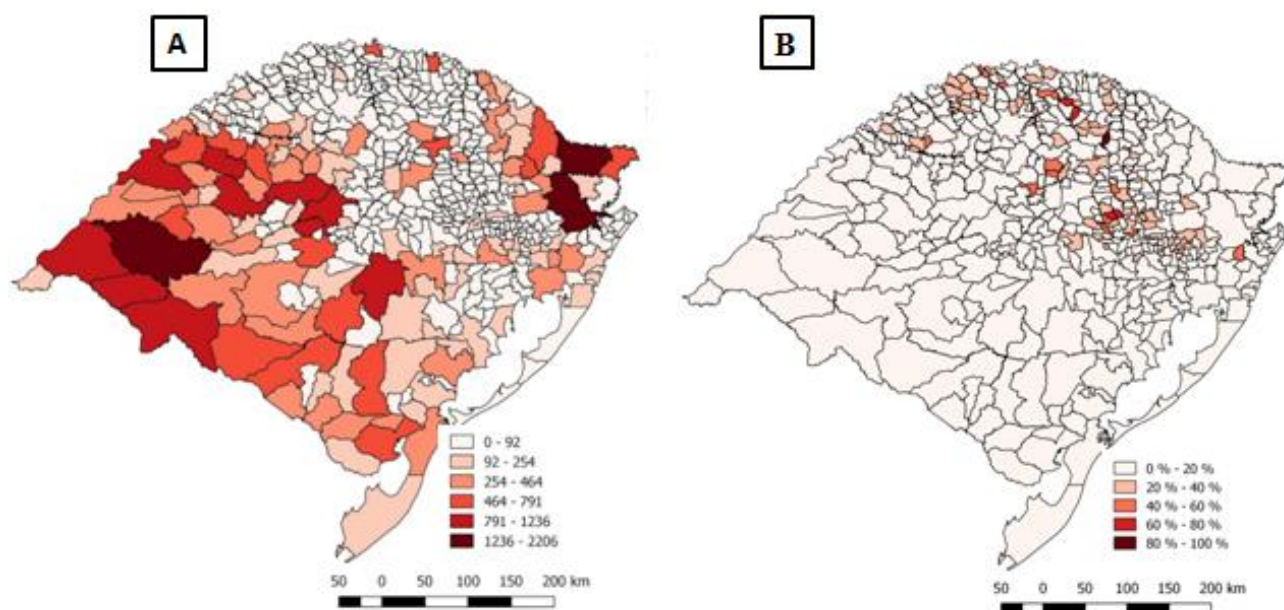 A
0 - 92
92 - 254
254 - 464
464 - 791
791 - 1236
1236 - 2206
50 0 50 100 150 200 km
B
0 % - 20 %
20 % - 40 %
40 % - 60 %
60 % - 80 %
80 % - 100 %
50 0 50 100 150 200 km